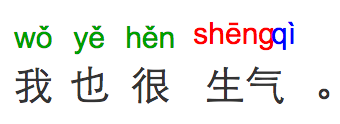 wǒ yě hěn shēngqì
我 也 很 生气 。